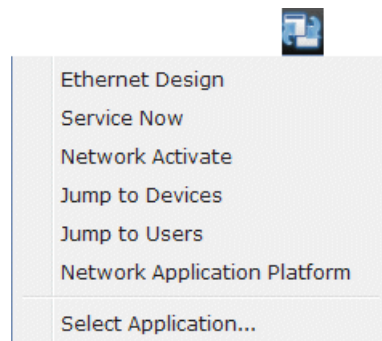 Ethernet Design
Service Now
Network Activate
Jump to Devices
Jump to Users
Network Application Platform
Select Application...